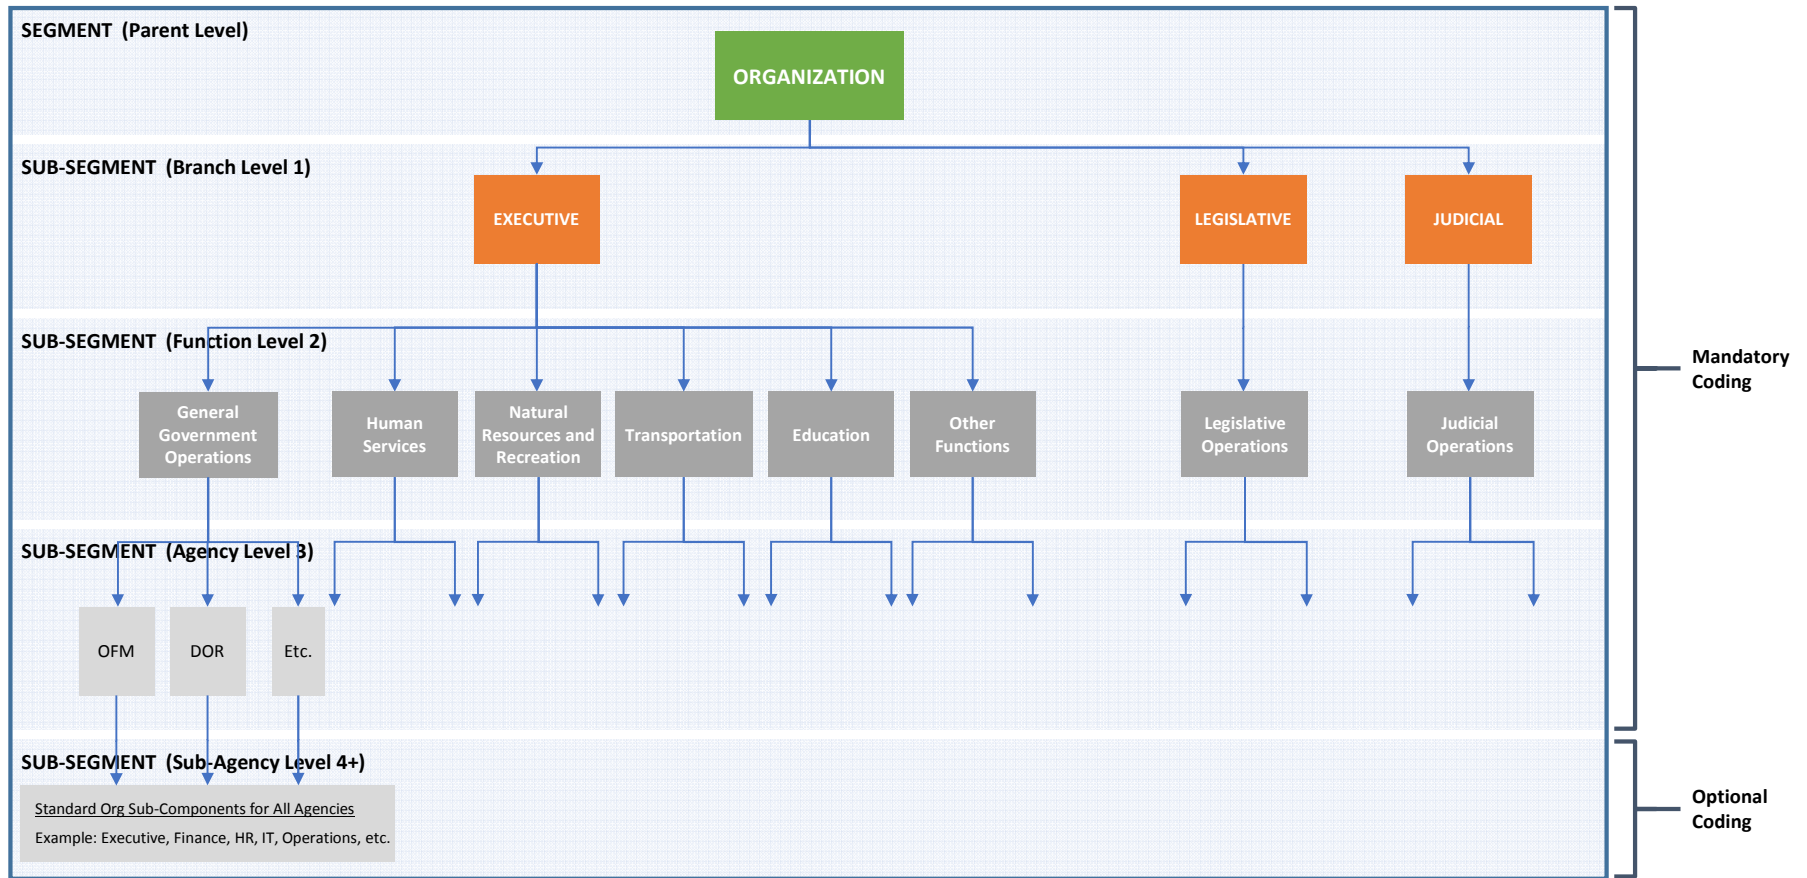 SEGMENT (Parent Level)
ORGANIZATION
SUB-SEGMENT (Branch Level 1)
EXECUTIVE
LEGISLATIVE
JUDICIAL
SUB-SEGMENT (Function Level 2)
Mandatory
Coding
General
Government
Operations
Human
Services
Natural
Resources and
Recreation
Transportation
Education
Other
Functions
Legislative
Operations
Judicial
Operations
SUB-SEGMENT (Agency Level 3)
OFM
DOR
Etc.
SUB-SEGMENT (Sub-Agency Level 4+)
Standard Org Sub-Components for All Agencies
Example: Executive, Finance, HR, IT, Operations, etc.
Optional
Coding